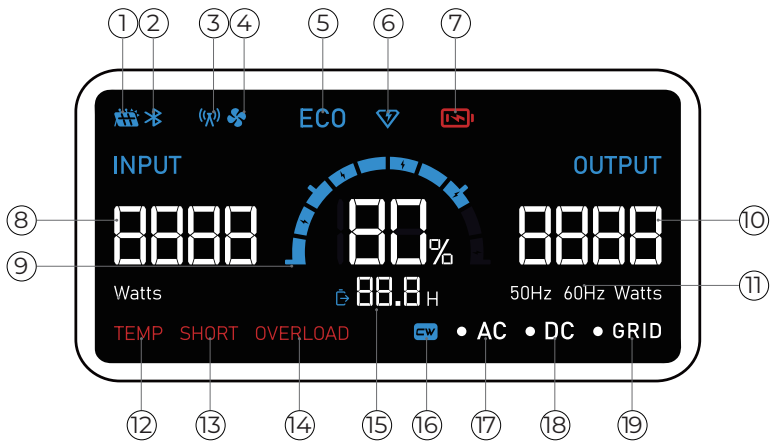 1 2 3 4 5 6 7
ECO
INPUT OUTPUT
8 8888 80% 8888 10
9
Watts 88.8 H 50Hz 60Hz Watts 11
TEMP SHORT OVERLOAD CW AC DC GRID
12 13 14 15 16 17 18 19